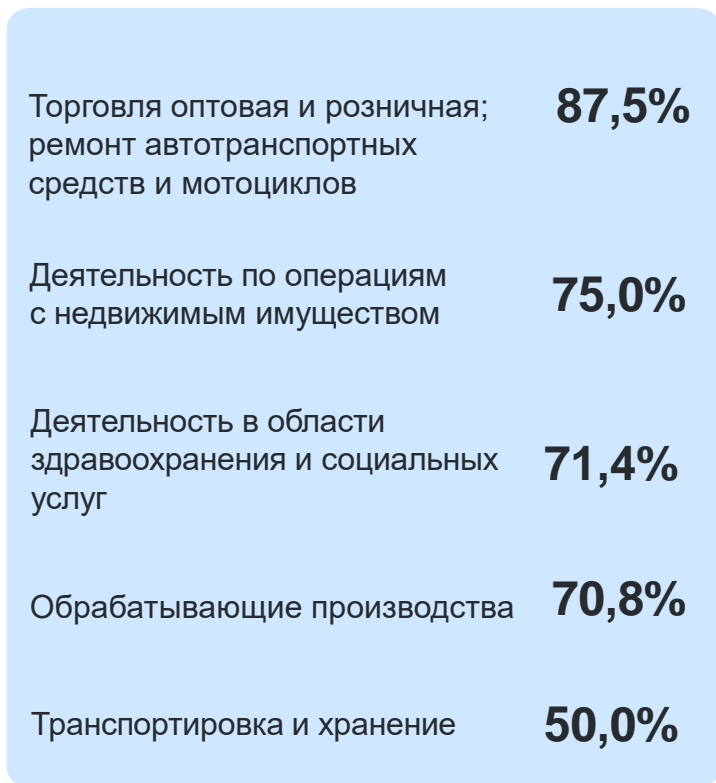 Торговля оптовая и розничная; 87,5%
ремонт автотранспортных
средств и мотоциклов
Деятельность по операциям
с недвижимым имуществом 75,0%
Деятельность в области
здравоохранения и социальных 71,4%
услуг
Обрабатывающие производства 70,8%
Транспортировка и хранение 50,0%